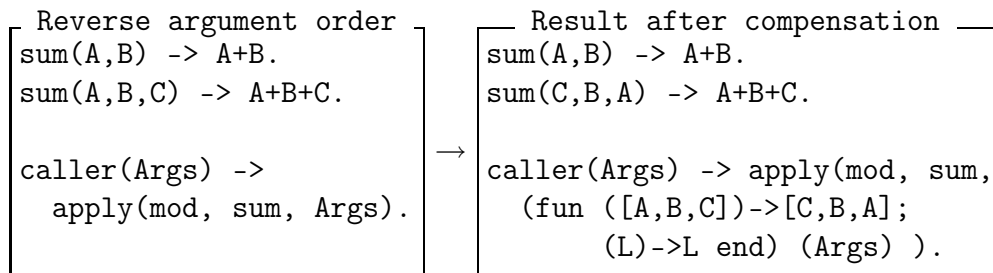 Reverse argument order
sum(A,B) -> A+B.
sum(A,B,C) -> A+B+C.
caller(Args) ->
apply(mod, sum, Args).
→
Result after compensation
sum(A,B) -> A+B.
sum(C,B,A) -> A+B+C.
caller(Args) -> apply(mod, sum,
(fun ([A,B,C])->[C,B,A];
(L)->L end) (Args) ).